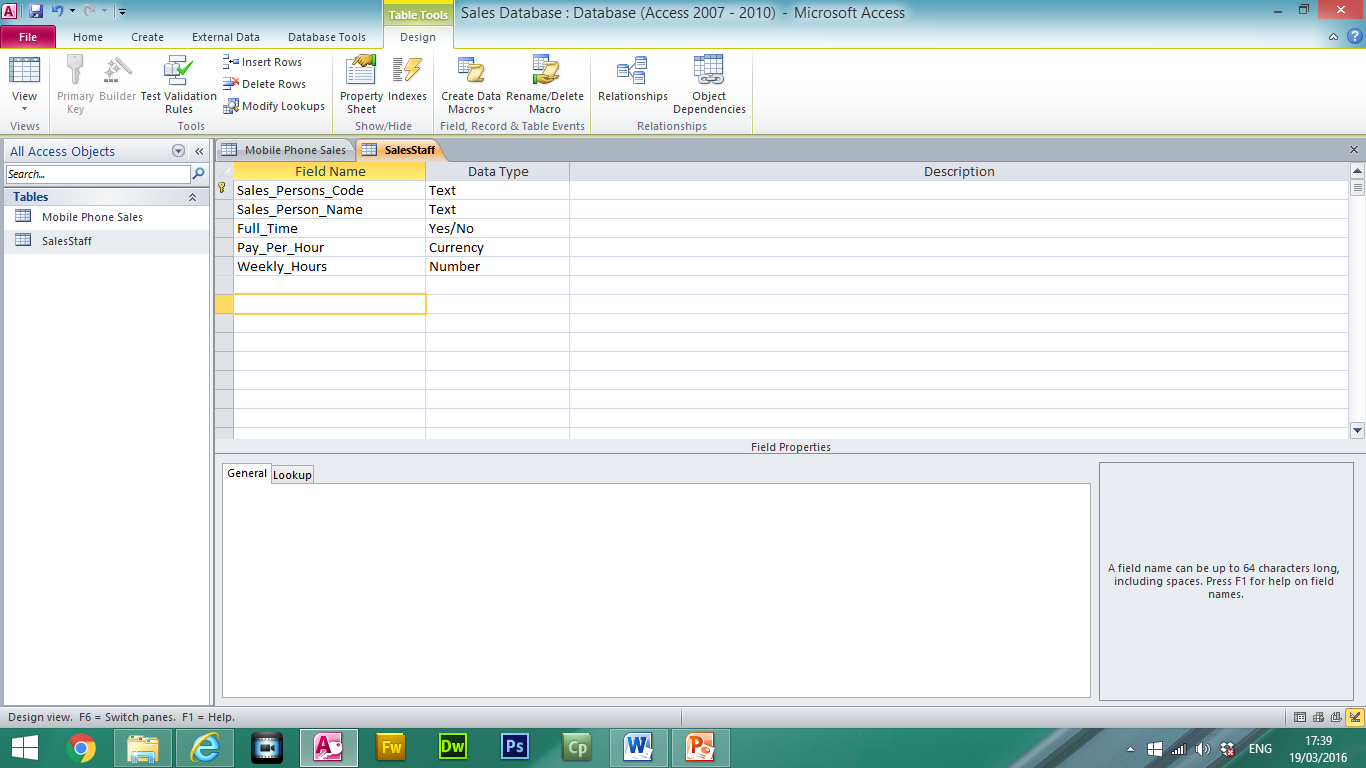 Table Tools
Sales Database : Database (Access 2007 - 2010) - Microsoft Access
File Home Create External Data Database Tools Design
View
Primary Key
Builder
Test Validation Rules
Insert Rows
Delete Rows
Modify Lookups
Property Sheet
Indexes
Create Data Macros
Rename/Delete Macro
Relationships
Object Dependencies
Views Tools Show/Hide Field, Record & Table Events Relationships
All Access Objects
Search...
Tables
Mobile Phone Sales
SalesStaff
Mobile Phone Sales SalesStaff
Field Name Data Type Description
Sales_Persons_Code Text
Sales_Person_Name Text
Full_Time Yes/No
Pay_Per_Hour Currency
Weekly_Hours Number
Field Properties
General Lookup
A field name can be up to 64 characters long,
including spaces. Press F1 for help on field
names.
Design view. F6 = Switch panes. F1 = Help.
Fw Dw Ps Cp
ENG
17:39
19/03/2016